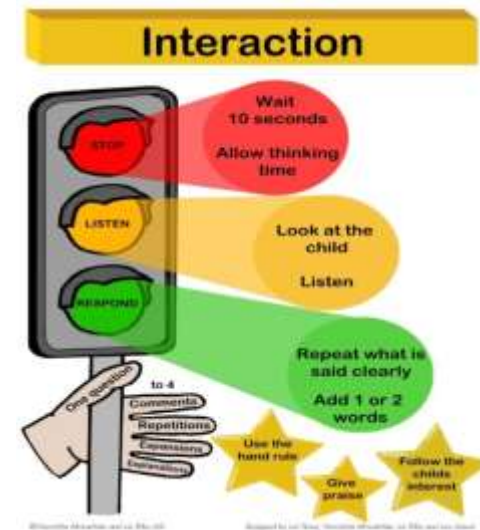 Interaction
STOP
Wait
10 seconds
Allow thinking
time
LISTEN
Look at the
child
Listen
RESPOND
Repeat what is
said clearly
Add 1 or 2
words
One question
to 4
Comments
Repetitions
Expansions
Explanations
Use the
hand rule
Give
praise
Follow the
childs
interest